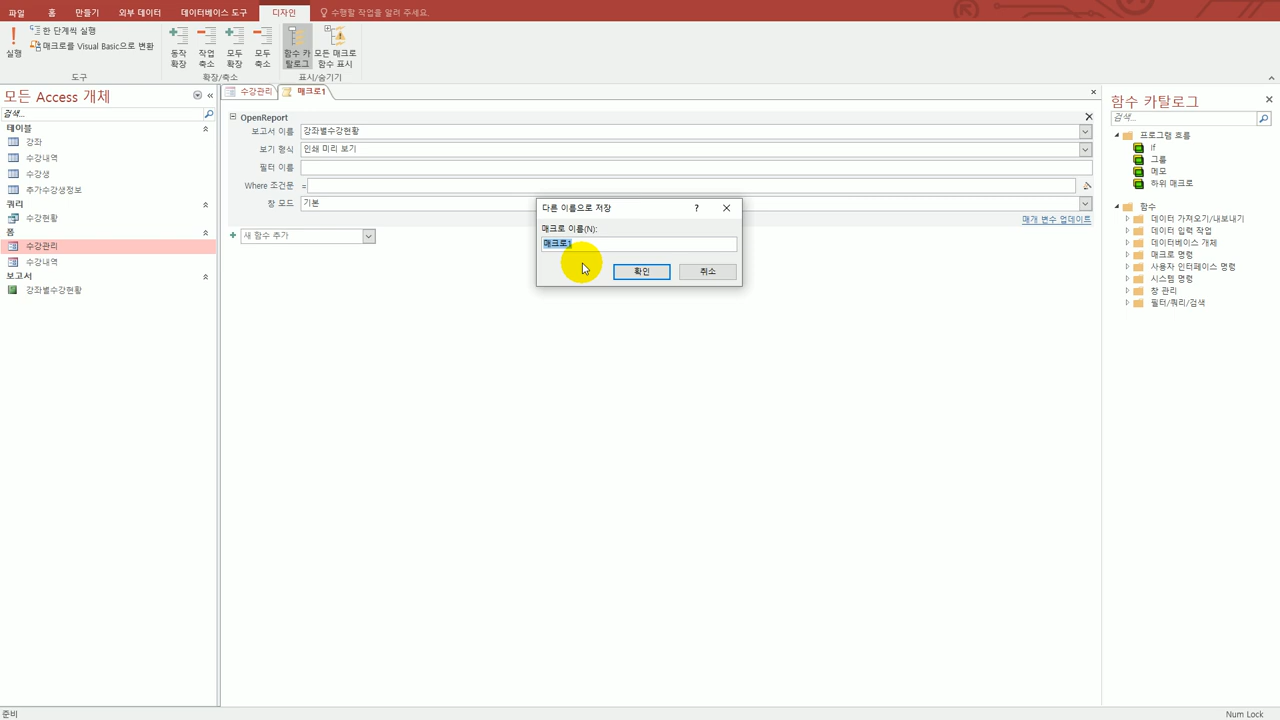 파일 홈 만들기 외부 데이터 데이터베이스 도구 디자인 수행할 작업을 알려 주세요.
실행
한 단계씩 실행
매크로를 Visual Basic으로 변환
도구
동작 확장
작업 축소
모두 확장
모두 축소
확장/축소
함수 카탈로그
모든 매크로 함수 표시
표시/숨기기
모든 Access 개체
검색...
테이블
강좌
수강내역
수강생
추가수강생정보
쿼리
수강현황
폼
수강관리
수강내역
보고서
강좌별수강현황
수강관리 매크로1
OpenReport
보고서 이름 강좌별수강현황
보기 형식 인쇄 미리 보기
필터 이름
Where 조건문 =
창 모드 기본
매개 변수 업데이트
새 함수 추가
다른 이름으로 저장 ?
매크로 이름(N):
매크로1
확인 취소
함수 카탈로그
검색...
프로그램 흐름
If
그룹
메모
하위 매크로
함수
데이터 가져오기/내보내기
데이터 입력 작업
데이터베이스 개체
매크로 명령
사용자 인터페이스 명령
시스템 명령
창 관리
필터/쿼리/검색
준비
Num Lock